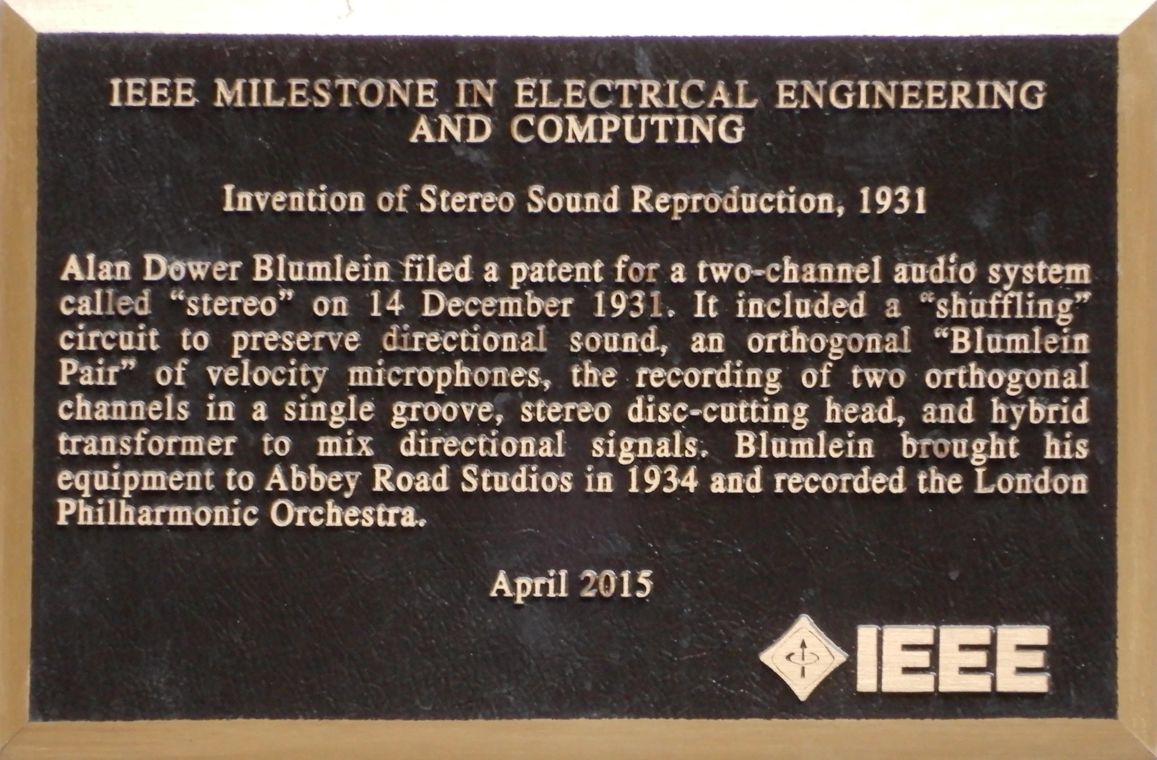 IEEE MILESTONE IN ELECTRICAL ENGINEERING
AND COMPUTING
Invention of Stereo Sound Reproduction, 1931
Alan Dower Blumlein filed a patent for a two-channel audio system
called “stereo” on 14 December 1931. It included a “shuffling”
circuit to preserve directional sound, an orthogonal “Blumlein
Pair” of velocity microphones, the recording of two orthogonal
channels in a single groove, stereo disc-cutting head, and hybrid
transformer to mix directional signals. Blumlein brought his
equipment to Abbey Road Studios in 1934 and recorded the London
Philharmonic Orchestra.
April 2015
IEEE